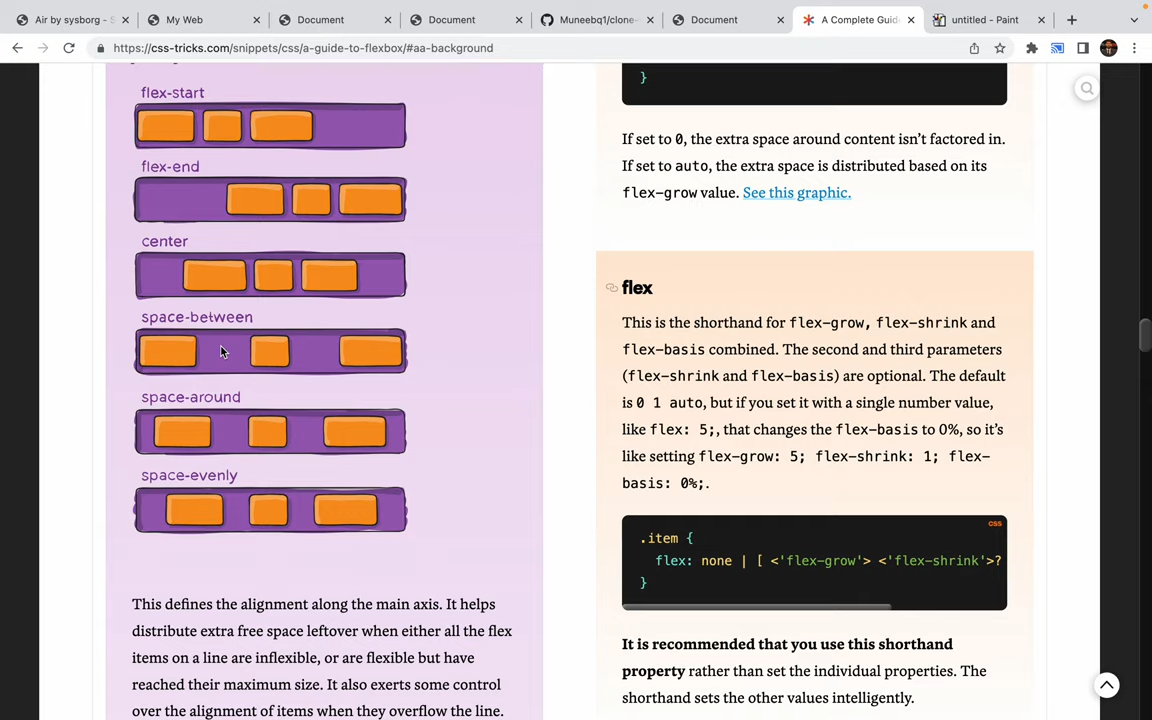 Air by sysborg - S
My Web
Document
Document
Muneebq1/clone-
Document
A Complete Guid
untitled - Paint
https://css-tricks.com/snippets/css/a-guide-to-flexbox/#aa-background
flex-start
flex-end
center
space-between
space-around
space-evenly
This defines the alignment along the main axis. It helps
distribute extra free space leftover when either all the flex
items on a line are inflexible, or are flexible but have
reached their maximum size. It also exerts some control
over the alignment of items when they overflow the line.
}
If set to 0, the extra space around content isn't factored in.
If set to auto, the extra space is distributed based on its
flex-grow value. See this graphic.
flex
This is the shorthand for flex-grow, flex-shrink and
flex-basis combined. The second and third parameters
(flex-shrink and flex-basis) are optional. The default
is 0 1 auto, but if you set it with a single number value,
like flex: 5;, that changes the flex-basis to 0%, so it's
like setting flex-grow: 5; flex-shrink: 1; flex-
basis: 0%;.
CSS
.item {
flex: none | [ <'flex-grow'> <'flex-shrink'>?
}
It is recommended that you use this shorthand
property rather than set the individual properties. The
shorthand sets the other values intelligently.